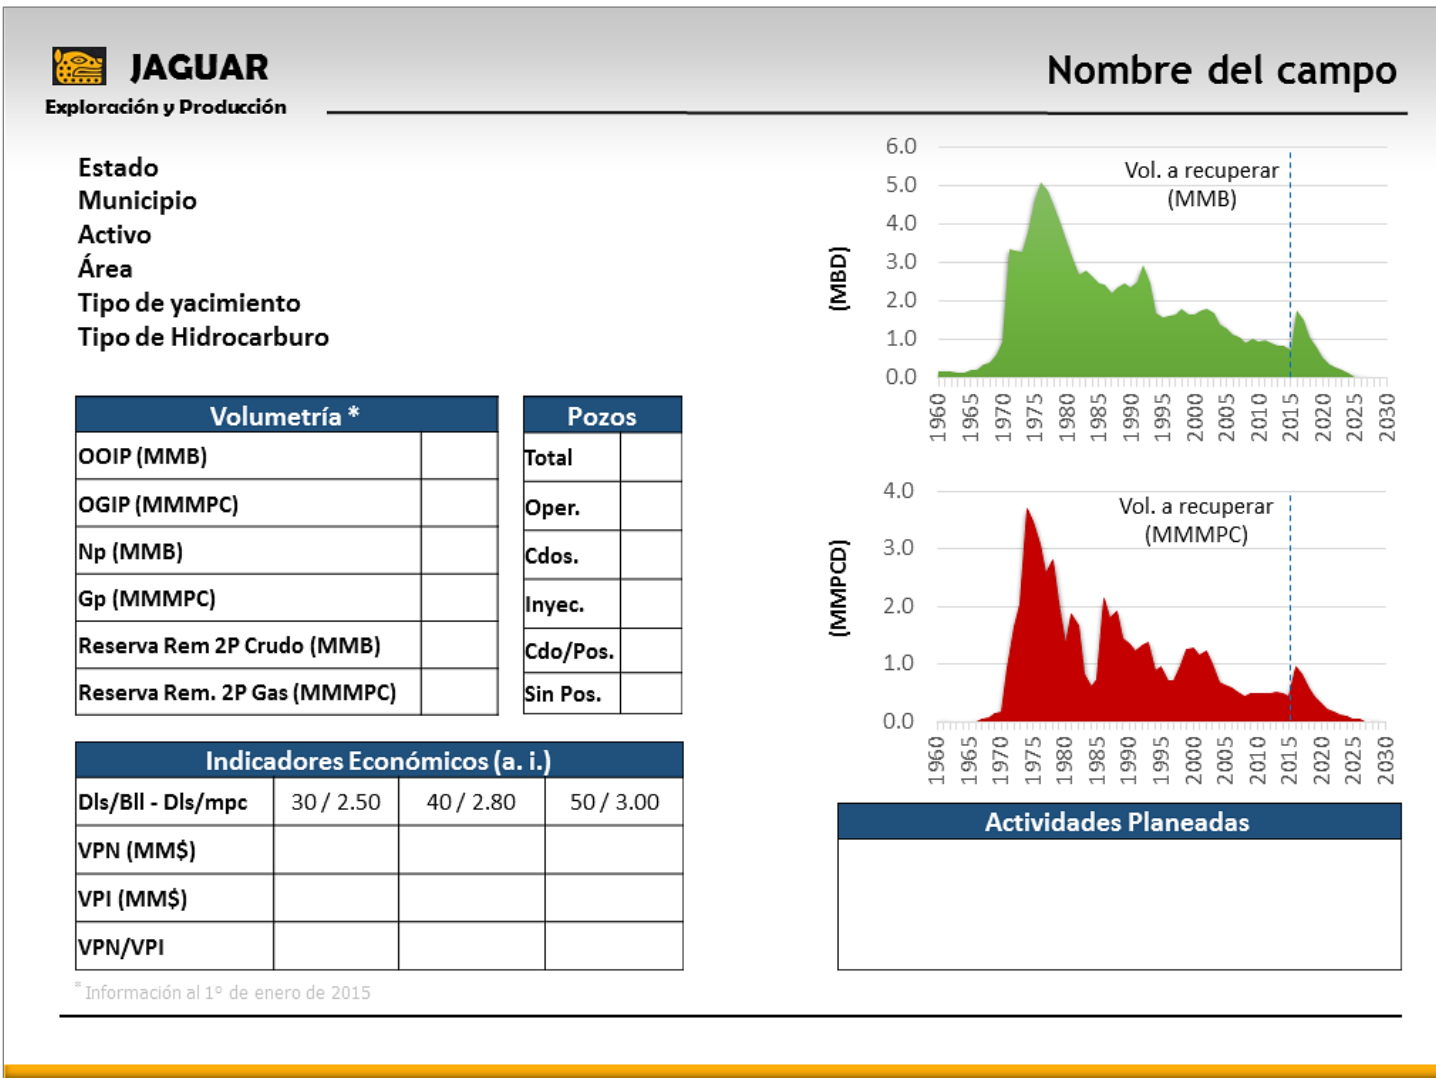 JAGUAR
Exploración y Producción
Nombre del campo
Estado
Municipio
Activo
Área
Tipo de yacimiento
Tipo de Hidrocarburo
Volumetría *
OOIP (MMB)
OGIP (MMMPC)
Np (MMB)
Gp (MMMPC)
Reserva Rem 2P Crudo (MMB)
Reserva Rem. 2P Gas (MMMPC)
Pozos
Total
Oper.
Cdos.
Inyec.
Cdo/Pos.
Sin Pos.
Indicadores Económicos (a. i.)
Dls/Bll - Dls/mpc 30 / 2.50 40 / 2.80 50 / 3.00
VPN (MM$)
VPI (MM$)
VPN/VPI
* Información al 1° de enero de 2015
Vol. a recuperar
(MMB)
(MBD)
6.0
5.0
4.0
3.0
2.0
1.0
0.0
1960 1965 1970 1975 1980 1985 1990 1995 2000 2005 2010 2015 2020 2025 2030
Vol. a recuperar
(MMMPC)
(MMPCD)
4.0
3.0
2.0
1.0
0.0
1960 1965 1970 1975 1980 1985 1990 1995 2000 2005 2010 2015 2020 2025 2030
Actividades Planeadas